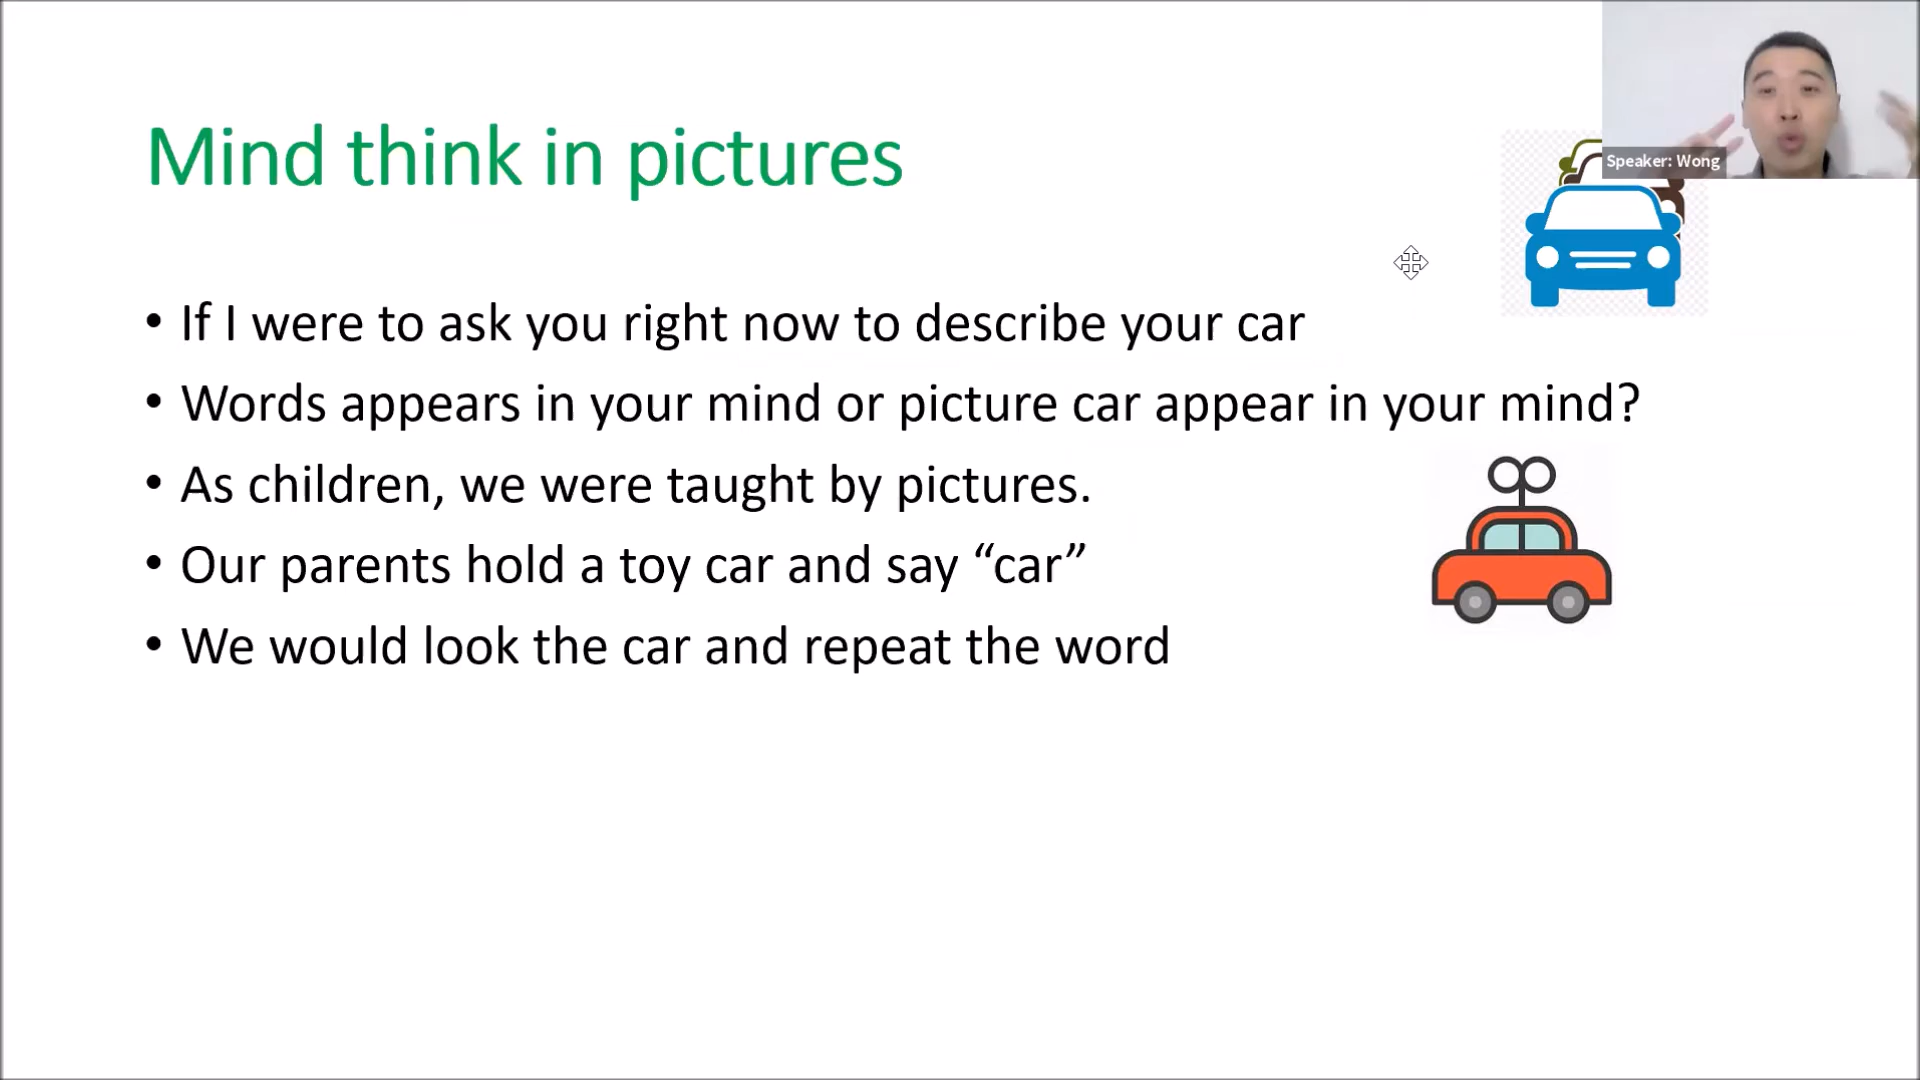 Speaker: Wong
Mind think in pictures
• If I were to ask you right now to describe your car
• Words appears in your mind or picture car appear in your mind?
• As children, we were taught by pictures.
• Our parents hold a toy car and say “car”
• We would look the car and repeat the word